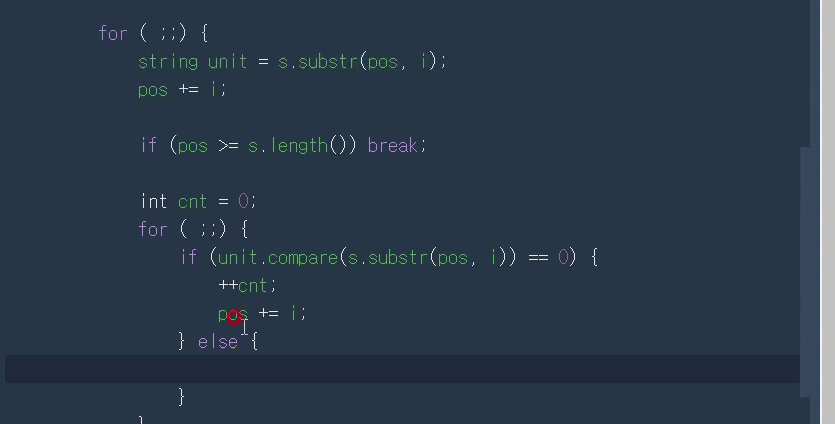 for ( ;;) {
string unit = s.substr(pos, i);
pos += i;
if (pos >= s.length()) break;
int cnt = 0;
for ( ;;) {
if (unit.compare(s.substr(pos, i)) == 0) {
++cnt;
pos += i;
} else {
}
}